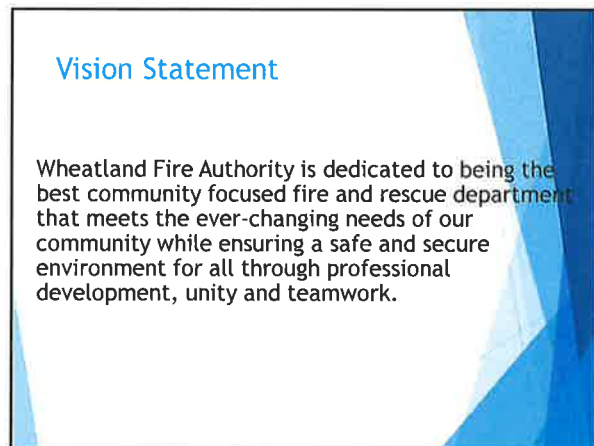 Vision Statement
Wheatland Fire Authority is dedicated to being the
best community focused fire and rescue department
that meets the ever-changing needs of our
community while ensuring a safe and secure
environment for all through professional
development, unity and teamwork.